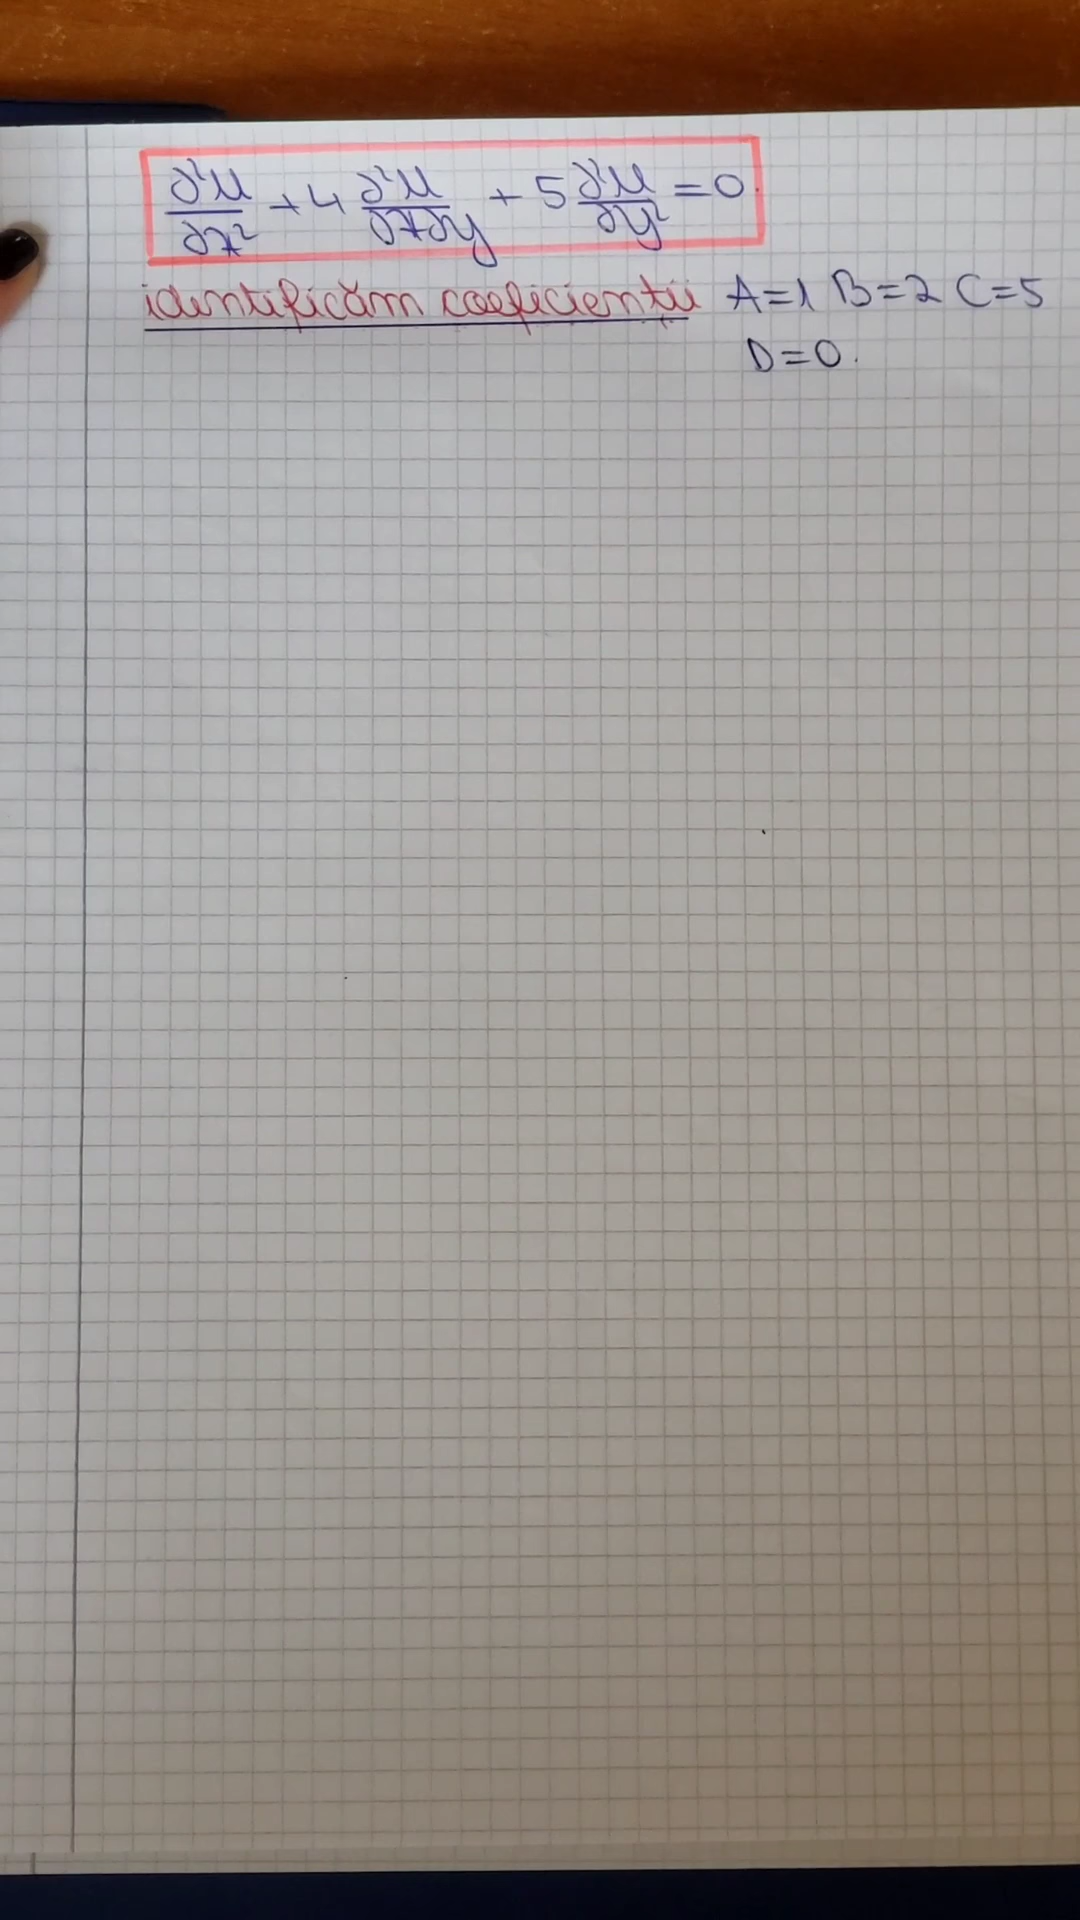 ∂²u/∂x² + 4 ∂²u/∂x∂y + 5 ∂²u/∂y² = 0.
identificăm coeficienții A=1 B=2 C=5
D=0.